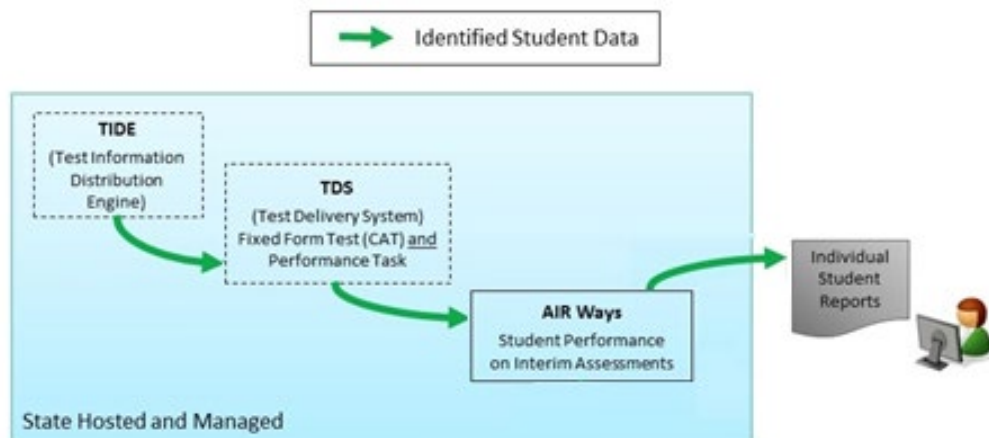 Identified Student Data
TIDE
(Test Information
Distribution
Engine)
TDS
(Test Delivery System)
Fixed Form Test (CAT) and
Performance Task
AIR Ways
Student Performance
on Interim Assessments
Individual
Student
Reports
State Hosted and Managed